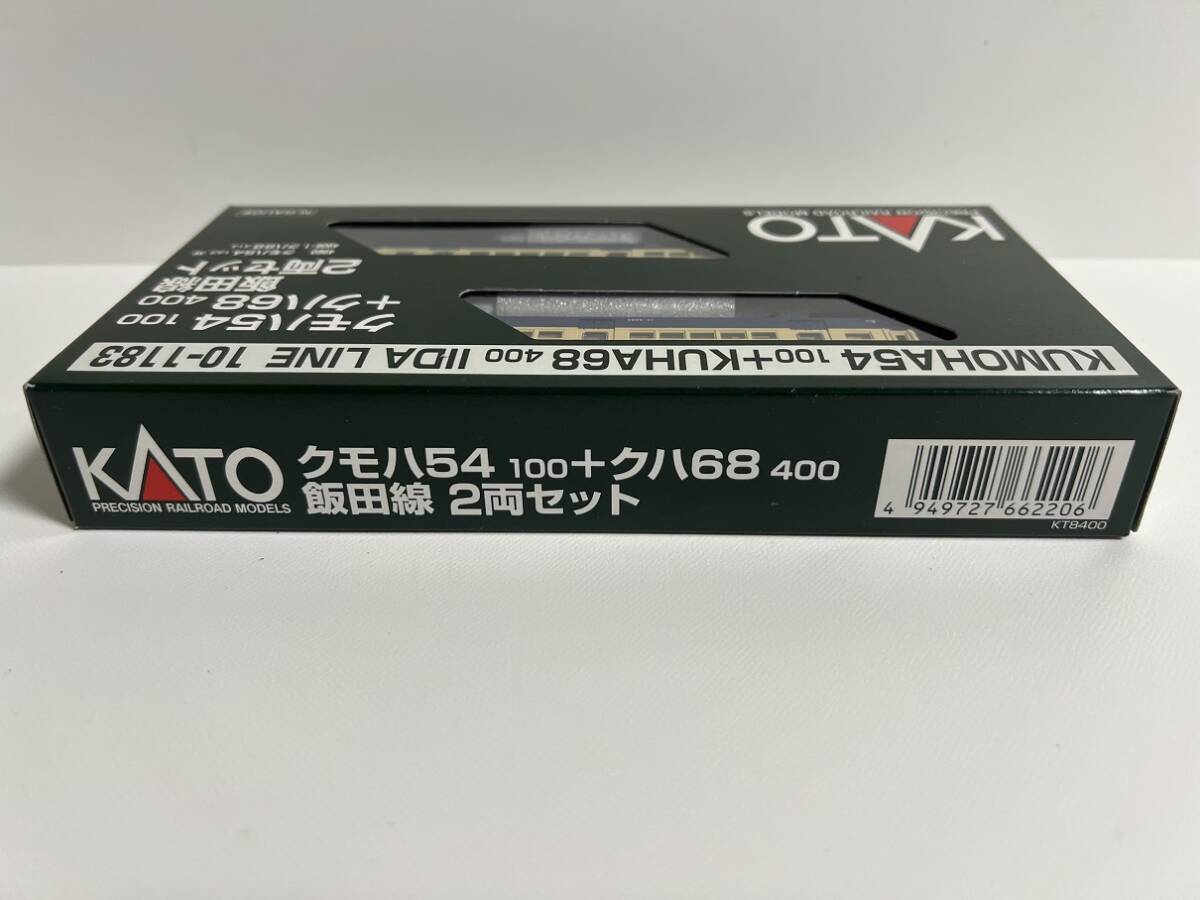 KATO
PRECISION RAILROAD MODELS
N GAUGE
クモハ54 100
+クハ68 400
飯田線
2両セット
KUMOHA54 100+KUHA68 400 IIDA LINE 10-1183
KATO
PRECISION RAILROAD MODELS
クモハ54 100+クハ68 400
飯田線 2両セット
4 949727 662206
KT8400